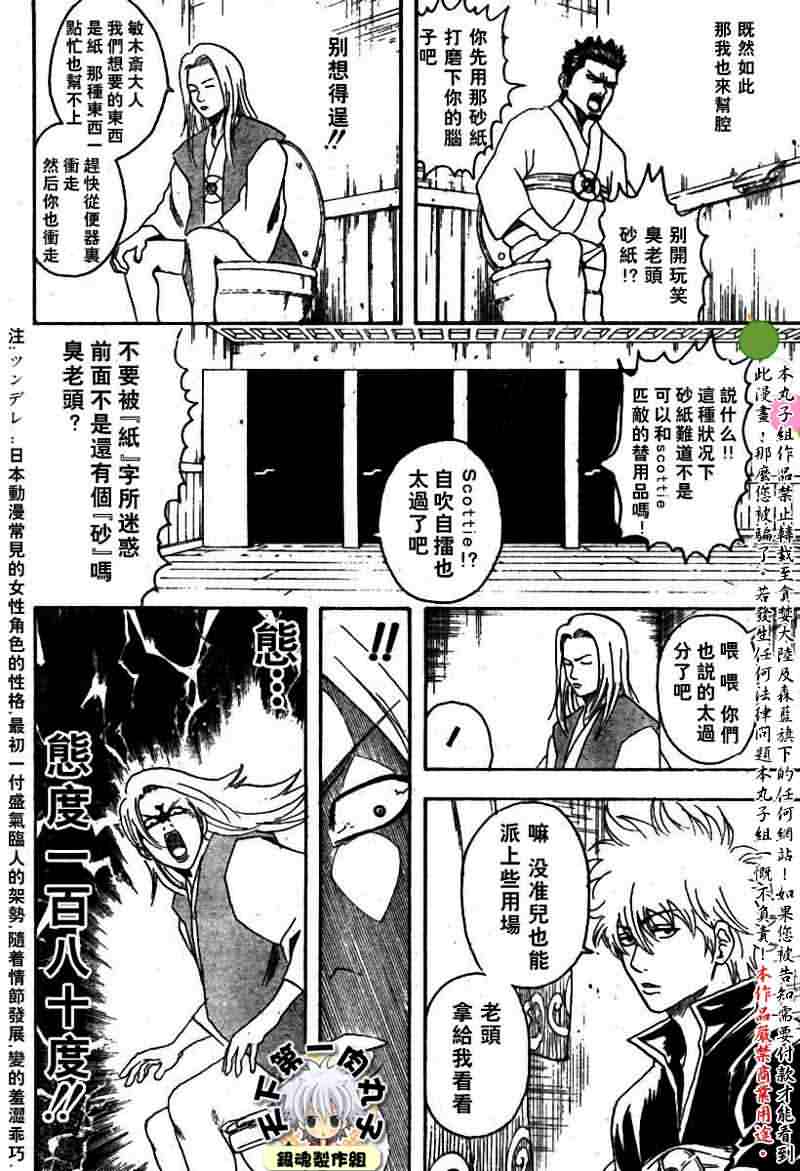 既然如此
那我也來幫腔
你先用那砂紙
打磨下你的腦
子吧
别開玩笑
臭老頭
砂紙!?
别想得逞!!
敏木斎大人
我們想要的東西
是紙 那種東西一
點忙也幫不上
趕快從便器裏
衝走
然后你也衝走
說什么!!
這種狀况下
砂紙難道不是
可以和scottie
匹敵的替用品嗎!
Scottie!?
自吹自擂也
太過了吧
不要被『紙』字所迷惑
前面不是還有個『砂』嗎
臭老頭?
喂 喂 你們
也説的太過
分了吧
!
嘛 没准兒也能
派上些用場
老頭
拿給我看看
!!
態…
態度一百八十度!!
注:ツンデレ:日本動漫常見的女性角色的性格,最初一付盛氣臨人的架勢,隨着情節發展,變的羞澀乖巧
本丸子組作品禁止轉載至貪婪大陸及森藍旗下的任何網站!如果您被告知需要付款才能看到
此漫畫!那麽您被騙了。若發生任何法律問題本丸子組一慨不負責!本作品嚴禁商業用途。
天下第一肉丸子
銀魂製作組